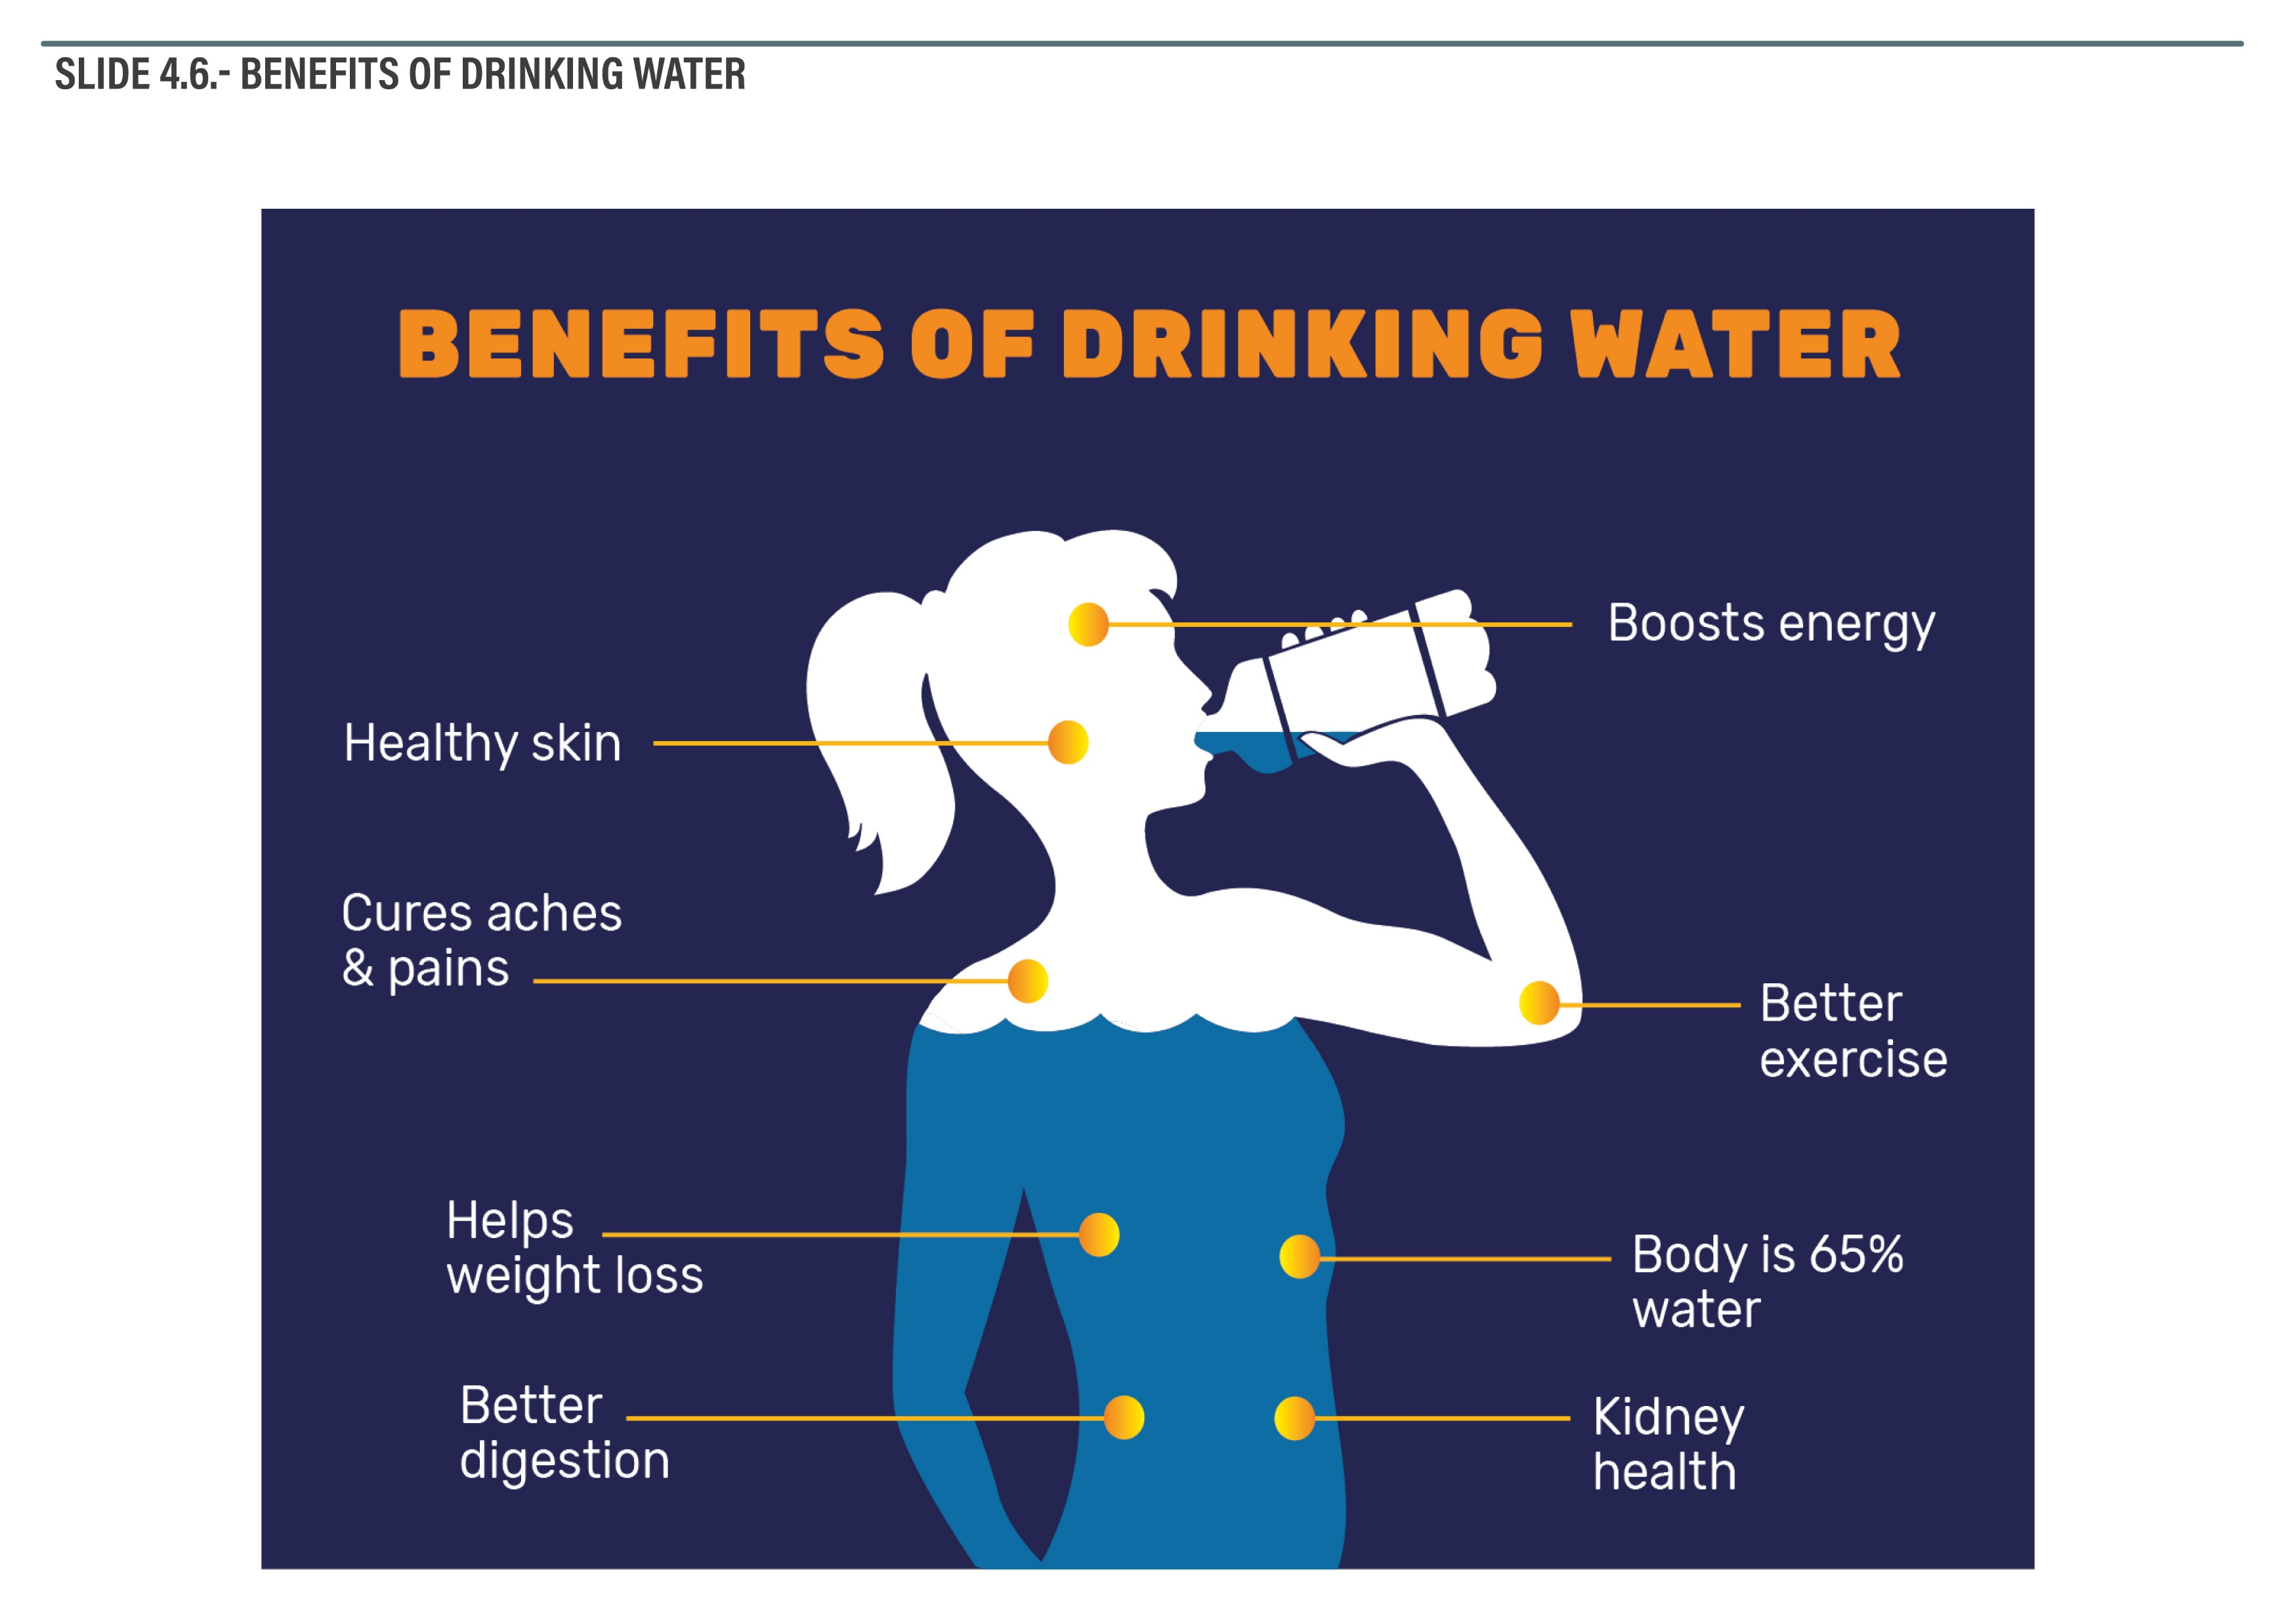 SLIDE 4.6.- BENEFITS OF DRINKING WATER
BENEFITS OF DRINKING WATER
Boosts energy
Healthy skin
Cures aches
& pains
Better
exercise
Helps
weight loss
Body is 65%
water
Better
digestion
Kidney
health